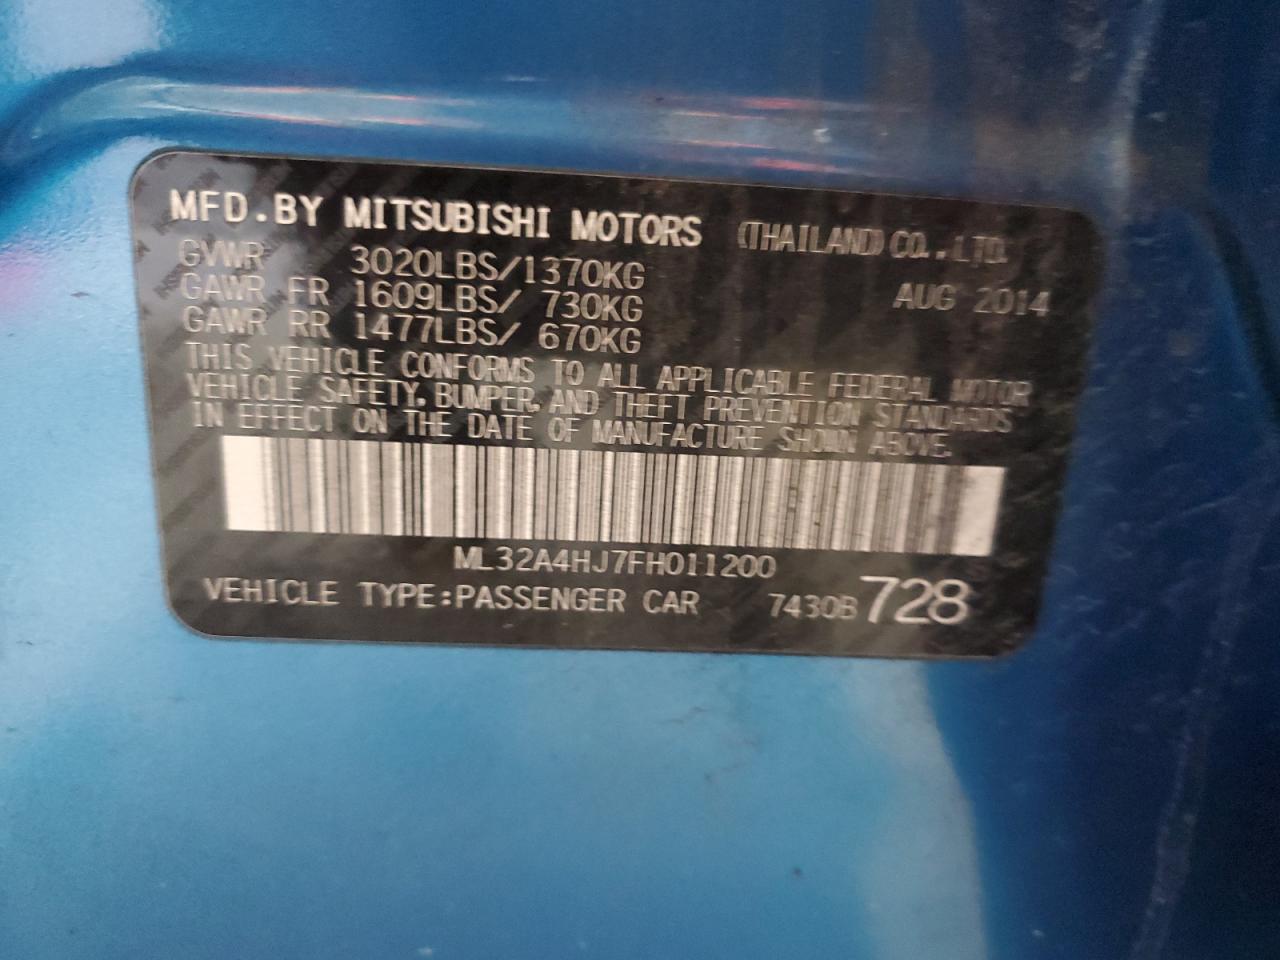 MFD.BY MITSUBISHI MOTORS (THAILAND) CO.,LTD.
GVWR 3020LBS/1370KG
AUG 2014
GAWR FR 1609LBS/ 730KG
GAWR RR 1477LBS/ 670KG
THIS VEHICLE CONFORMS TO ALL APPLICABLE FEDERAL MOTOR
VEHICLE SAFETY, BUMPER, AND THEFT PREVENTION STANDARDS
IN EFFECT ON THE DATE OF MANUFACTURE SHOWN ABOVE.
ML32A4HJ7FH011200
VEHICLE TYPE:PASSENGER CAR 7430B728